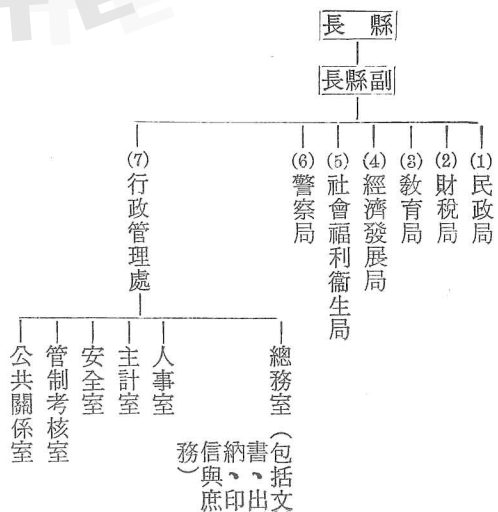 縣長
副縣長
(1)民政局
(2)財稅局
(3)教育局
(4)經濟發展局
(5)社會福利衞生局
(6)警察局
(7)行政管理處
總務室（包括文
書、出
納、印
信與庶
務）
人事室
主計室
安全室
管制考核室
公共關係室